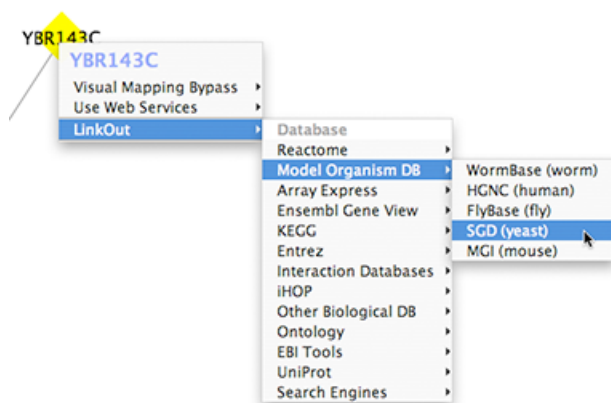 YBR143C
YBR143C
Visual Mapping Bypass
Use Web Services
LinkOut
Database
Reactome
Model Organism DB
Array Express
Ensembl Gene View
KEGG
Entrez
Interaction Databases
iHOP
Other Biological DB
Ontology
EBI Tools
UniProt
Search Engines
WormBase (worm)
HGNC (human)
FlyBase (fly)
SGD (yeast)
MGI (mouse)